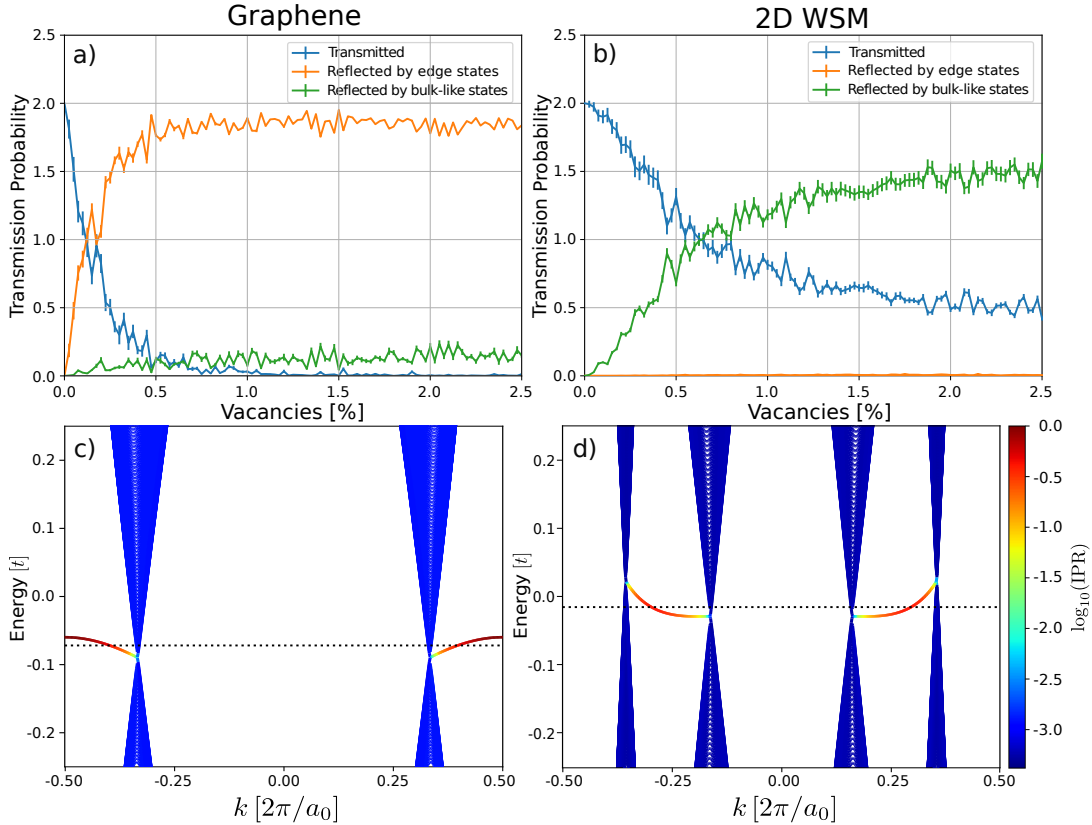 Graphene
2D WSM
a)
Transmitted
Reflected by edge states
Reflected by bulk-like states
2.5
2.0
1.5
1.0
0.5
0.0
Transmission Probability
0.0 0.5 1.0 1.5 2.0 2.5
Vacancies [%]
b)
Transmitted
Reflected by edge states
Reflected by bulk-like states
2.5
2.0
1.5
1.0
0.5
0.0
Transmission Probability
0.0 0.5 1.0 1.5 2.0 2.5
Vacancies [%]
c)
0.2
0.1
0.0
-0.1
-0.2
Energy [t]
-0.50 -0.25 0.00 0.25 0.50
k [2π/a₀]
d)
0.2
0.1
0.0
-0.1
-0.2
Energy [t]
-0.50 -0.25 0.00 0.25 0.50
k [2π/a₀]
0.0
-0.5
-1.0
-1.5
-2.0
-2.5
-3.0
log₁₀(IPR)